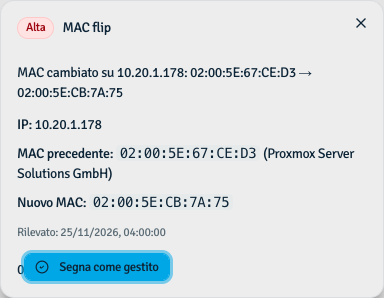 Alta MAC flip
MAC cambiato su 10.20.1.178: 02:00:5E:67:CE:D3 →
02:00:5E:CB:7A:75
IP: 10.20.1.178
MAC precedente: 02:00:5E:67:CE:D3 (Proxmox Server
Solutions GmbH)
Nuovo MAC: 02:00:5E:CB:7A:75
Rilevato: 25/11/2026, 04:00:00
Segna come gestito